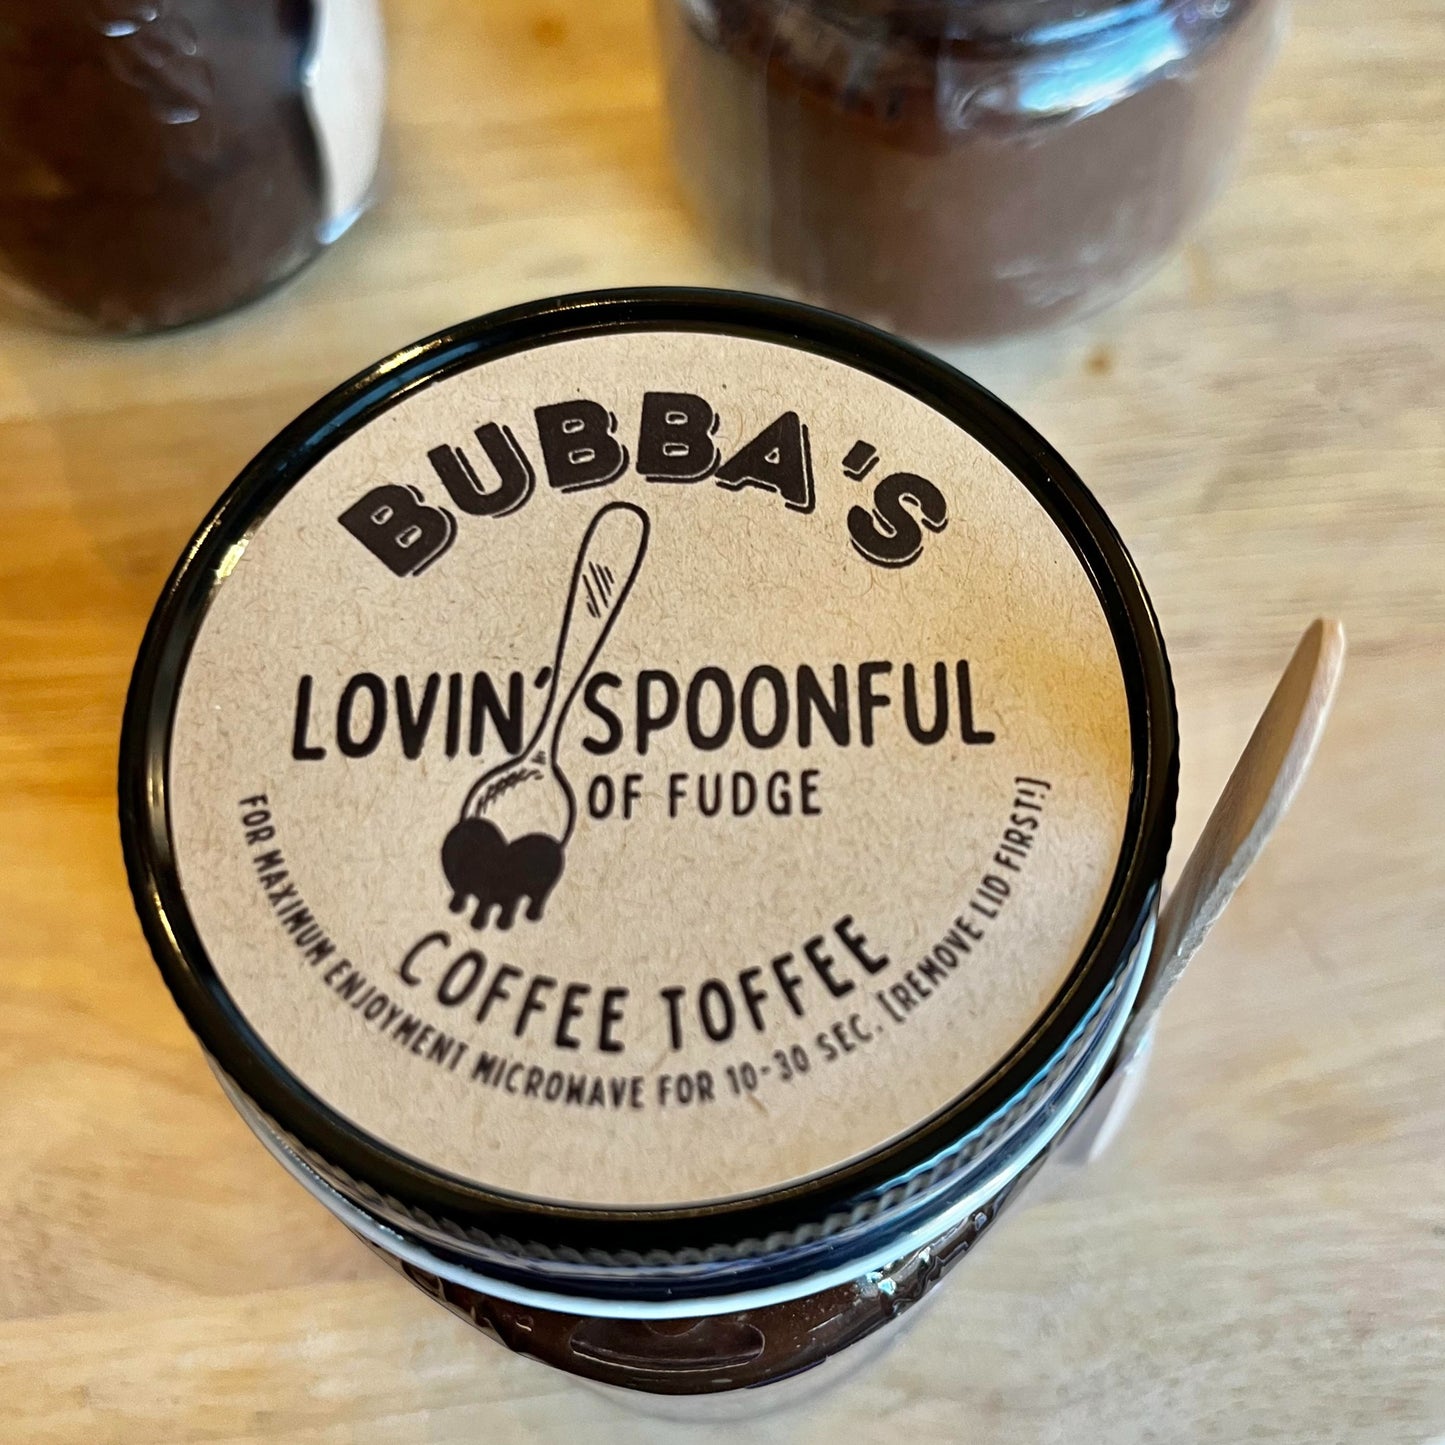 BUBBA'S
LOVIN' SPOONFUL
OF FUDGE
COFFEE TOFFEE
FOR MAXIMUM ENJOYMENT MICROWAVE FOR 10-30 SEC. [REMOVE LID FIRST!]